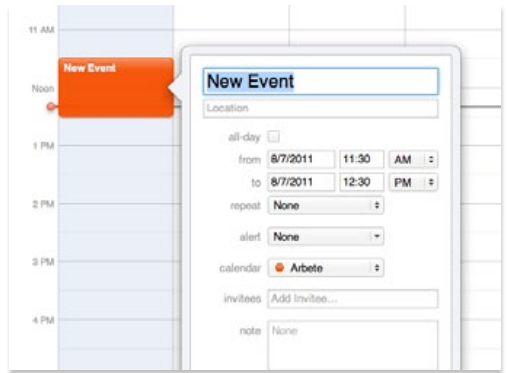 11 AM
New Event
Noon
1 PM
2 PM
3 PM
4 PM
New Event
Location
all-day
from 8/7/2011 11:30 AM
to 8/7/2011 12:30 PM
repeat None
alert None
calendar Arbete
invitees Add Invitee...
note None